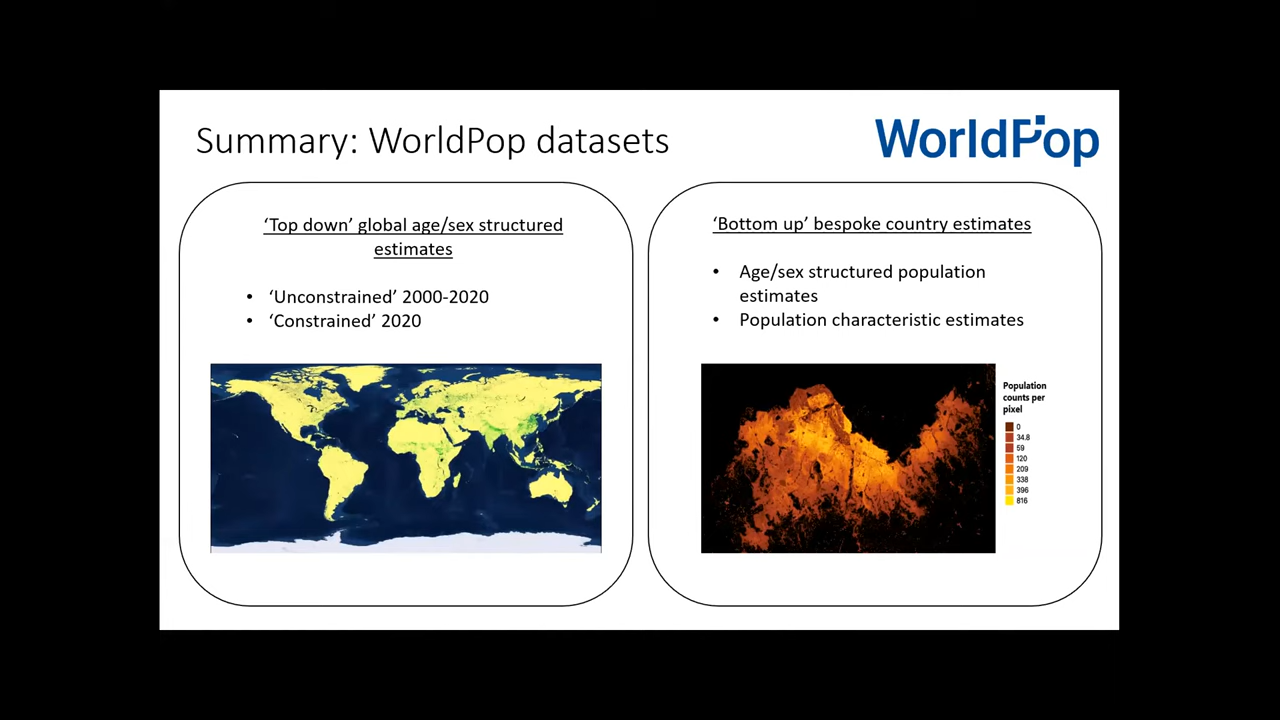 Summary: WorldPop datasets
WorldPop
‘Top down’ global age/sex structured
estimates
• ‘Unconstrained’ 2000-2020
• ‘Constrained’ 2020
‘Bottom up’ bespoke country estimates
• Age/sex structured population
estimates
• Population characteristic estimates
Population
counts per
pixel
0
34.8
59
120
209
338
396
816